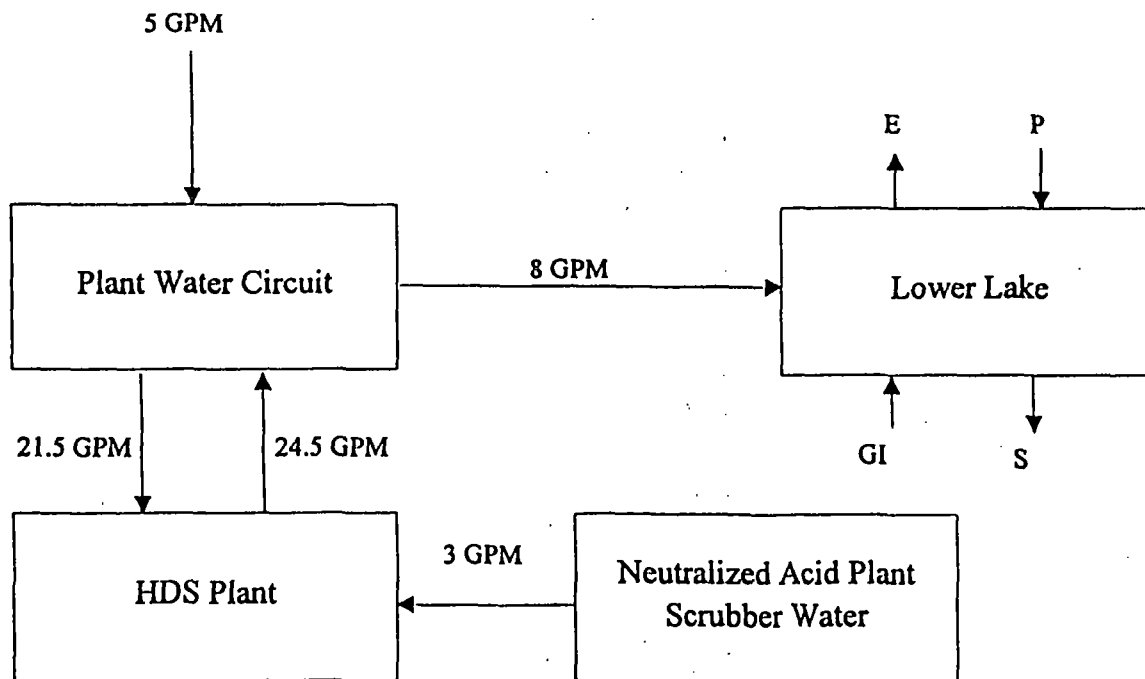 5 GPM
E
P
Plant Water Circuit
8 GPM
Lower Lake
21.5 GPM
24.5 GPM
GI
S
HDS Plant
3 GPM
Neutralized Acid Plant
Scrubber Water